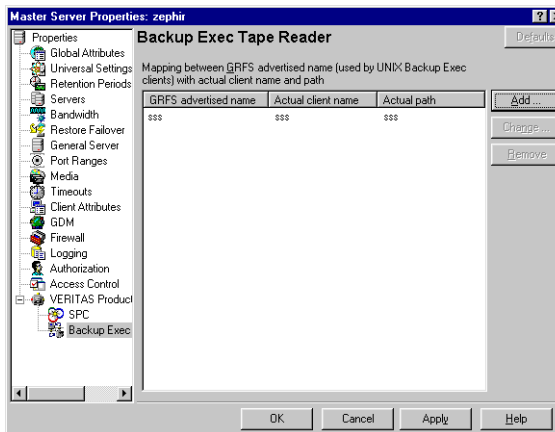 Master Server Properties: zephir
Properties
Global Attributes
Universal Settings
Retention Periods
Servers
Bandwidth
Restore Failover
General Server
Port Ranges
Media
Timeouts
Client Attributes
GDM
Firewall
Logging
Authorization
Access Control
VERITAS Product
SPC
Backup Exec
Backup Exec Tape Reader
Defaults
Mapping between GRFS advertised name (used by UNIX Backup Exec
clients) with actual client name and path
GRFS advertised name Actual client name Actual path
sss sss sss
Add ...
Change ...
Remove
OK Cancel Apply Help